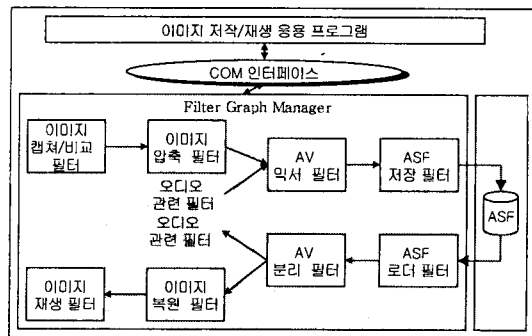 이미지 저작/재생 응용 프로그램
COM 인터페이스
Filter Graph Manager
이미지
캡쳐/비교
필터
이미지
압축 필터
AV
믹서 필터
ASF
저장 필터
오디오
관련 필터
오디오
관련 필터
ASF
이미지
재생 필터
이미지
복원 필터
AV
분리 필터
ASF
로더 필터